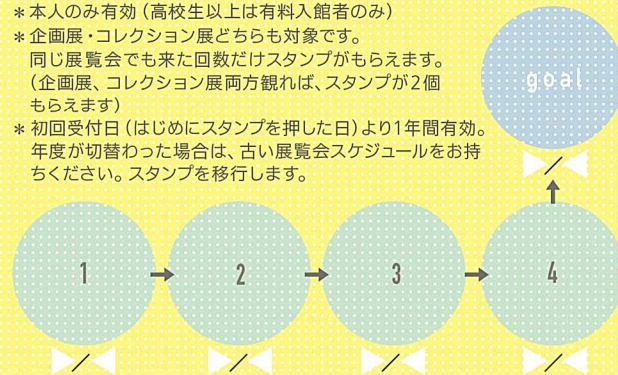 ＊本人のみ有効（高校生以上は有料入館者のみ）
＊企画展・コレクション展どちらも対象です。
同じ展覧会でも来た回数だけスタンプがもらえます。
（企画展、コレクション展両方観れば、スタンプが2個
もらえます）
＊初回受付日（はじめにスタンプを押した日）より1年間有効。
年度が切替わった場合は、古い展覧会スケジュールをお持
ちください。スタンプを移行します。
goal
/
1 → 2 → 3 → 4
/ / / /